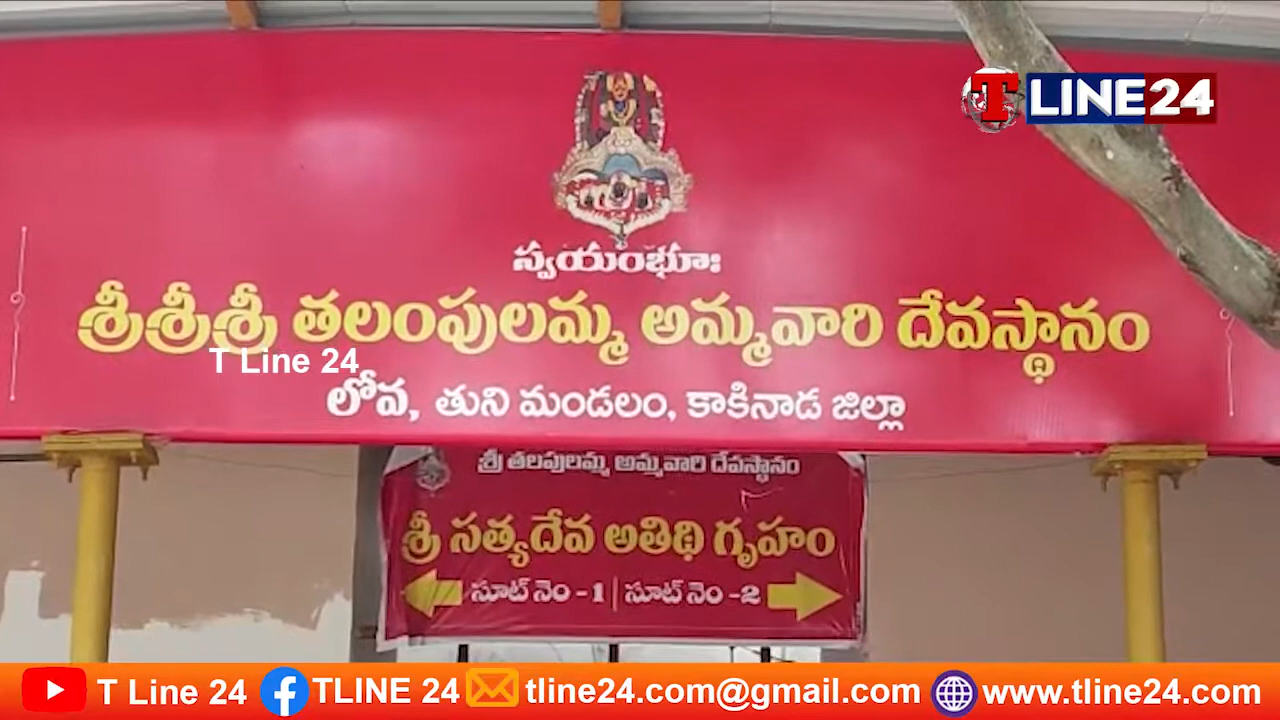 T LINE24
స్వయంభూః
శ్రీశ్రీశ్రీ తలంపులమ్మ అమ్మవారి దేవస్థానం
T Line 24
లోవ, తుని మండలం, కాకినాడ జిల్లా
శ్రీ తలపులమ్మ అమ్మవారి దేవస్థానం
శ్రీ సత్యదేవ అతిథి గృహం
సూట్ నెం - 1 | సూట్ నెం -2
T Line 24 TLINE 24 tline24.com@gmail.com www.tline24.com